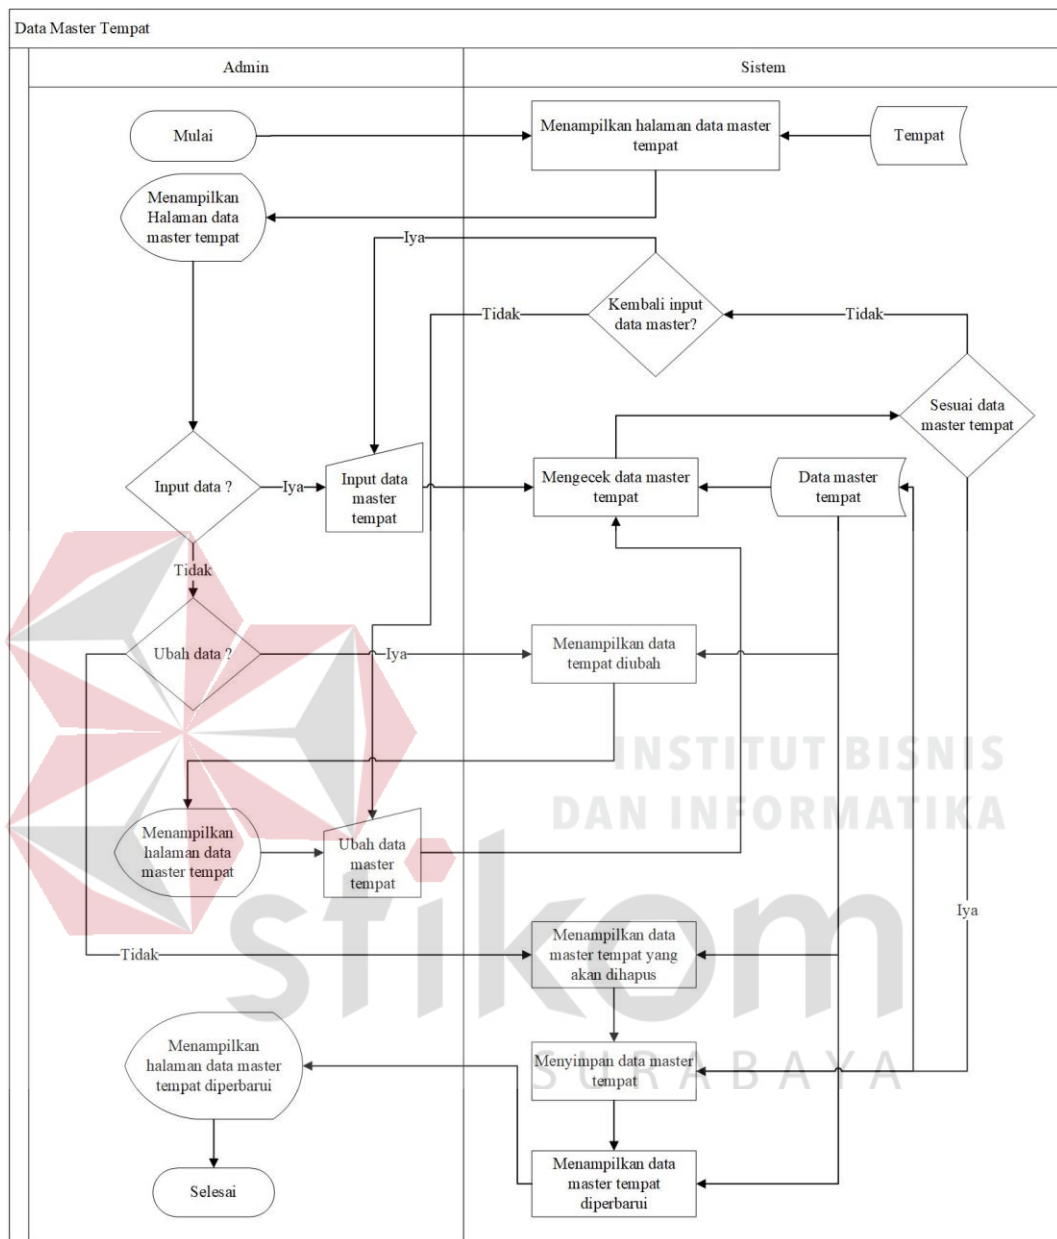 Data Master Tempat
Admin
Sistem
Mulai
Menampilkan halaman data master
tempat
Tempat
Menampilkan
Halaman data
master tempat
Iya
Tidak
Kembali input
data master?
Tidak
Sesuai data
master tempat
Input data ?
Iya
Input data
master
tempat
Mengecek data master
tempat
Data master
tempat
Tidak
Ubah data ?
Iya
Menampilkan data
tempat diubah
INSTITUT BISNIS
DAN INFORMATIKA
Menampilkan
halaman data
master tempat
Ubah data
master
tempat
stikom
Iya
Tidak
Menampilkan data
master tempat yang
akan dihapus
Menampilkan
halaman data master
tempat diperbarui
Menyimpan data master
tempat
SURABAYA
Menampilkan data
master tempat
diperbarui
Selesai